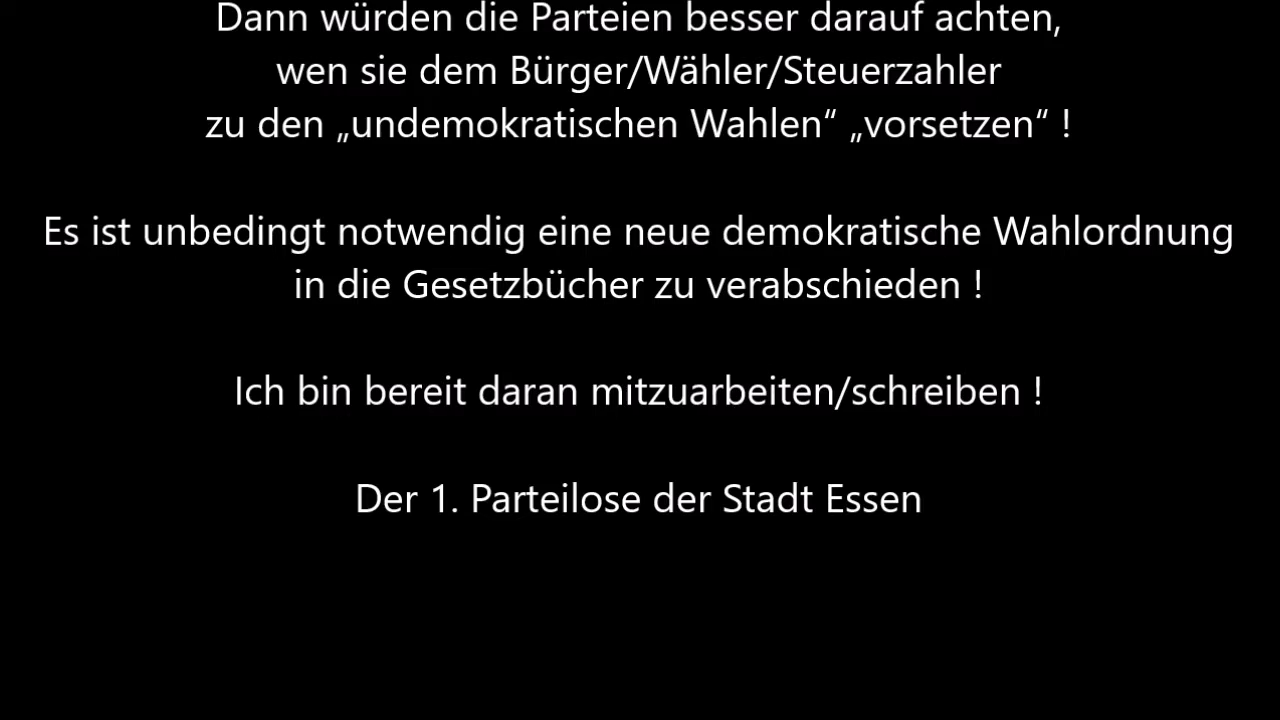 Dann würden die Parteien besser darauf achten,
wen sie dem Bürger/Wähler/Steuerzahler
zu den „undemokratischen Wahlen“ „vorsetzen“ !
Es ist unbedingt notwendig eine neue demokratische Wahlordnung
in die Gesetzbücher zu verabschieden !
Ich bin bereit daran mitzuarbeiten/schreiben !
Der 1. Parteilose der Stadt Essen